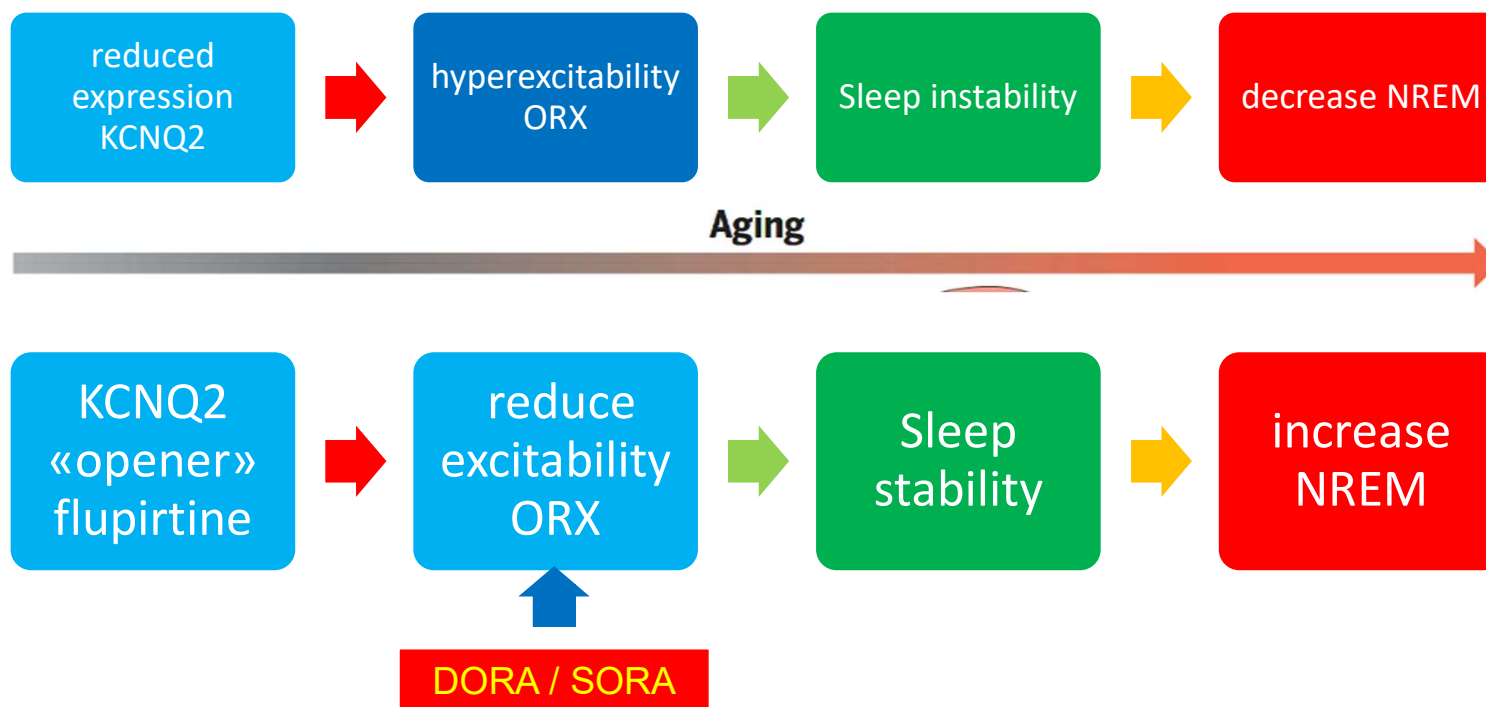 reduced
expression
KCNQ2
hyperexcitability
ORX
Sleep instability
decrease NREM
Aging
KCNQ2
«opener»
flupirtine
reduce
excitability
ORX
Sleep
stability
increase
NREM
DORA / SORA